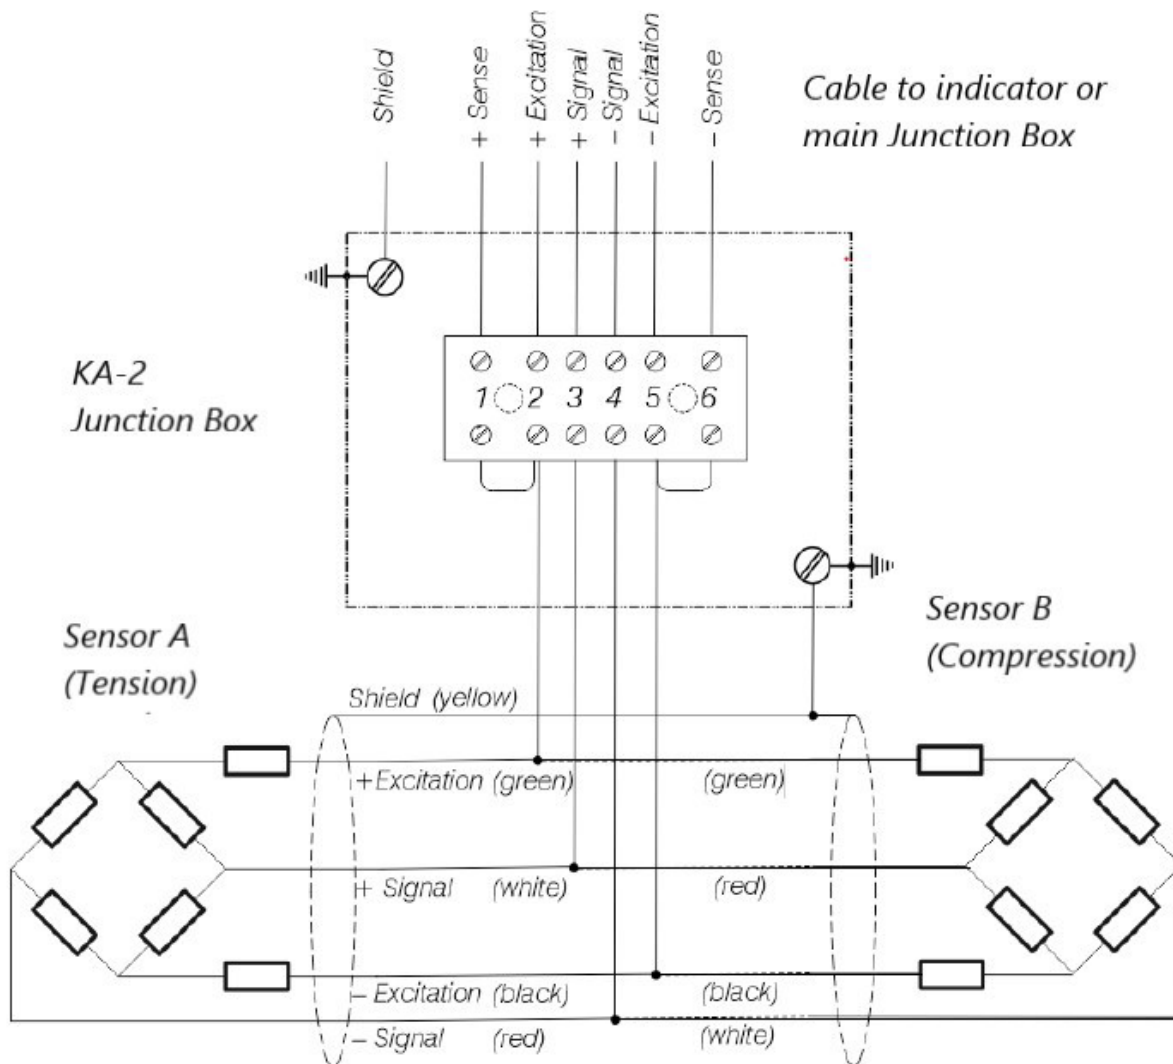 Shield
+ Sense
+ Excitation
+ Signal
– Signal
– Excitation
– Sense
Cable to indicator or
main Junction Box
KA-2
Junction Box
1 2 3 4 5 6
Sensor A
(Tension)
Sensor B
(Compression)
Shield (yellow)
+Excitation (green) (green)
+ Signal (white) (red)
– Excitation (black) (black)
– Signal (red) (white)